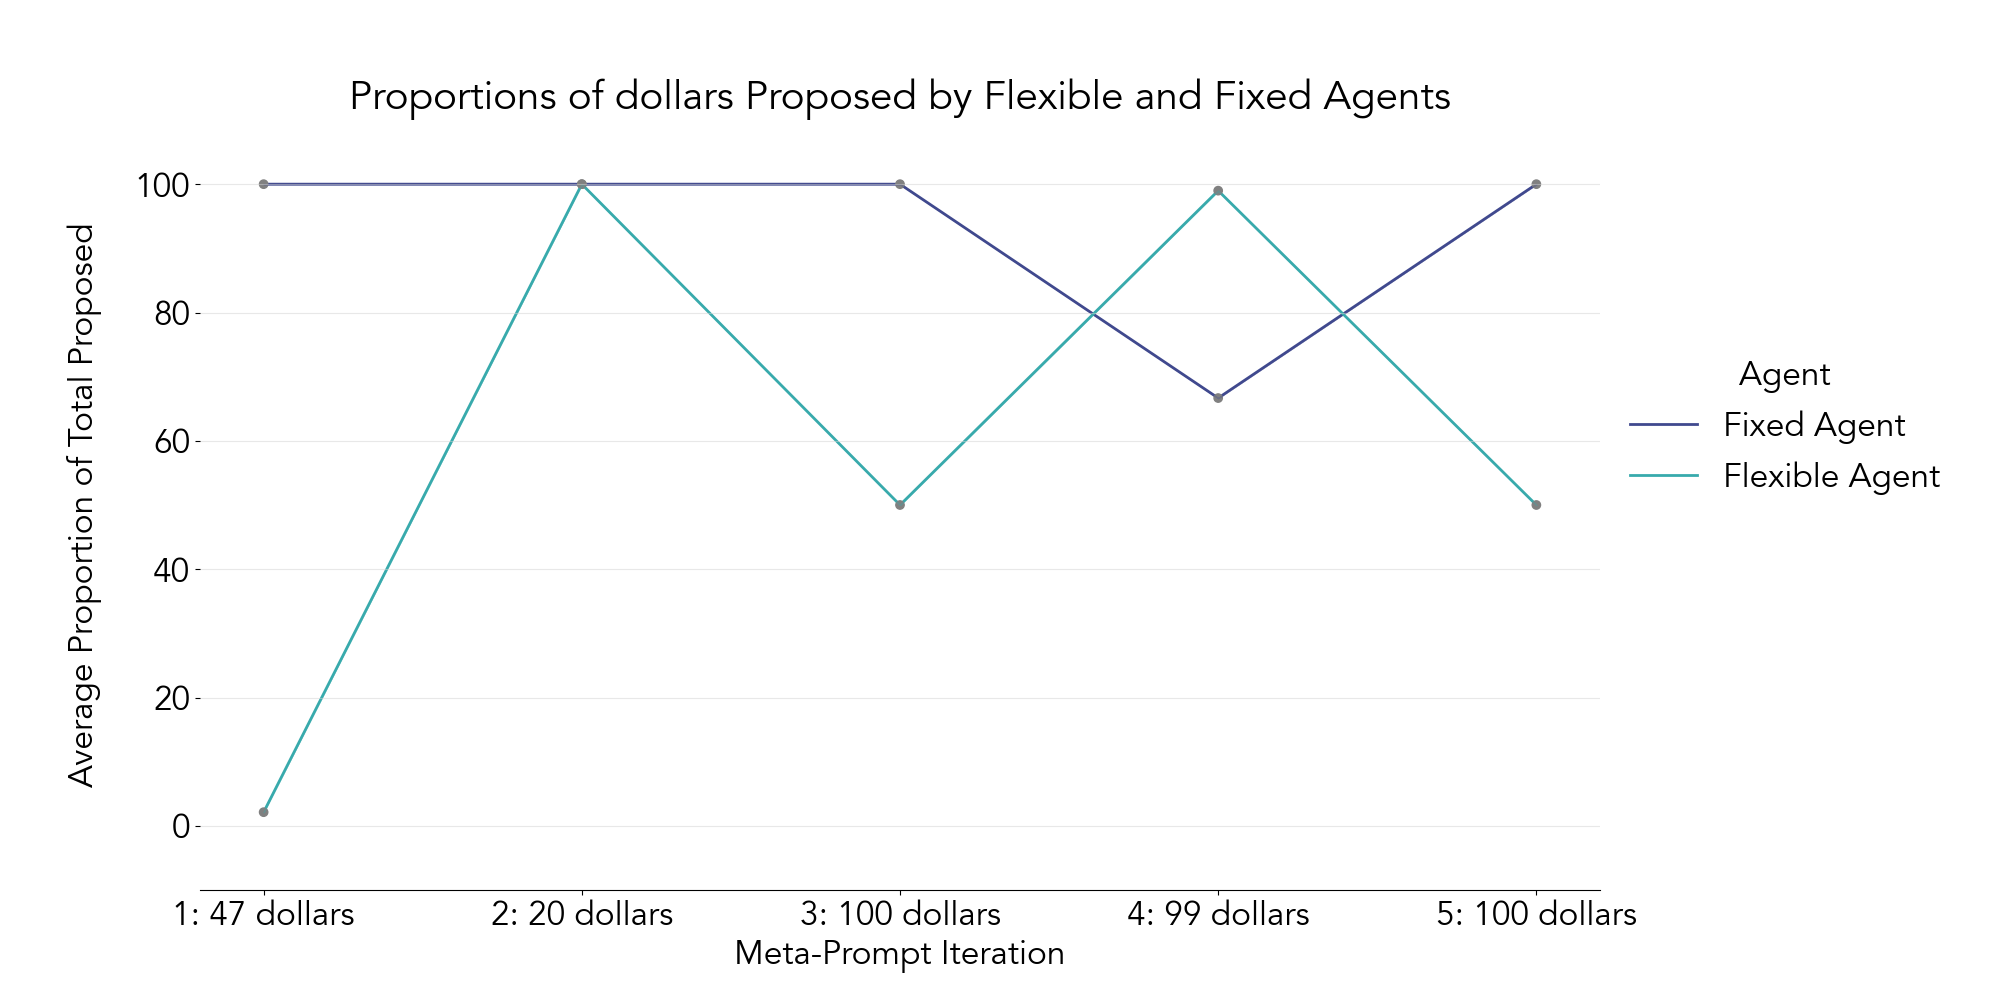 Proportions of dollars Proposed by Flexible and Fixed Agents
Average Proportion of Total Proposed
100
80
60
40
20
0
1: 47 dollars
2: 20 dollars
3: 100 dollars
4: 99 dollars
5: 100 dollars
Meta-Prompt Iteration
Agent
Fixed Agent
Flexible Agent